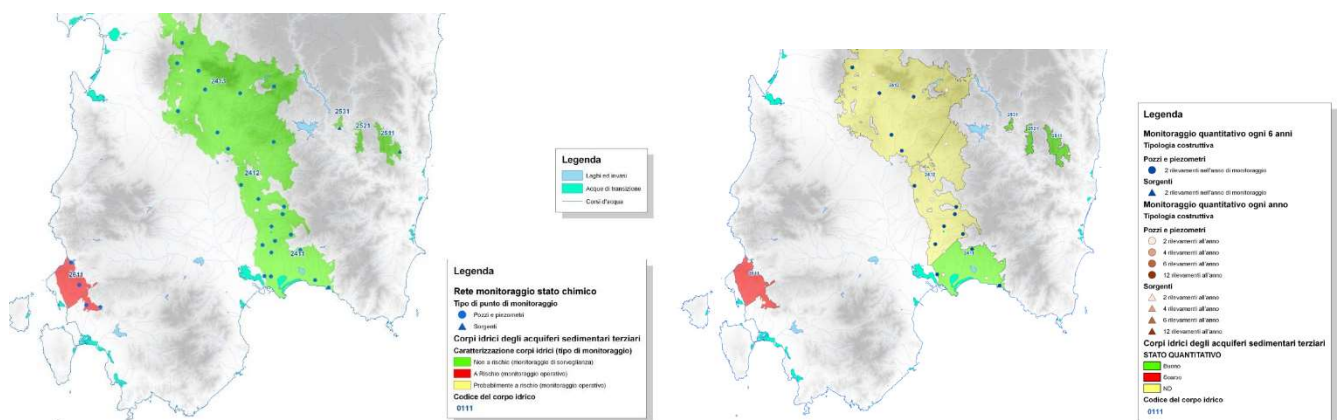 2531
2521
2412
Legenda
Laghi ed invasi
Acque di transizione
Corsi d'acqua
Legenda
Rete monitoraggio stato chimico
Tipo di punto di monitoraggio
Pozzi e piezometri
Sorgenti
Corpi idrici degli acquiferi sedimentari terziari
Caratterizzazione corpi idrici (tipo di monitoraggio)
Non a rischio (monitoraggio di sorveglianza)
A Rischio (monitoraggio operativo)
Probabilmente a rischio (monitoraggio operativo)
Codice del corpo idrico
0111
Legenda
Monitoraggio quantitativo ogni 6 anni
Tipologia costruttiva
Pozzi e piezometri
2 rilevamenti nell'anno di monitoraggio
Sorgenti
2 rilevamenti nell'anno di monitoraggio
Monitoraggio quantitativo ogni anno
Tipologia costruttiva
Pozzi e piezometri
2 rilevamenti all'anno
4 rilevamenti all'anno
6 rilevamenti all'anno
12 rilevamenti all'anno
Sorgenti
2 rilevamenti all'anno
4 rilevamenti all'anno
6 rilevamenti all'anno
12 rilevamenti all'anno
Corpi idrici degli acquiferi sedimentari terziari
STATO QUANTITATIVO
Buono
Scarso
ND
Codice del corpo idrico
0111